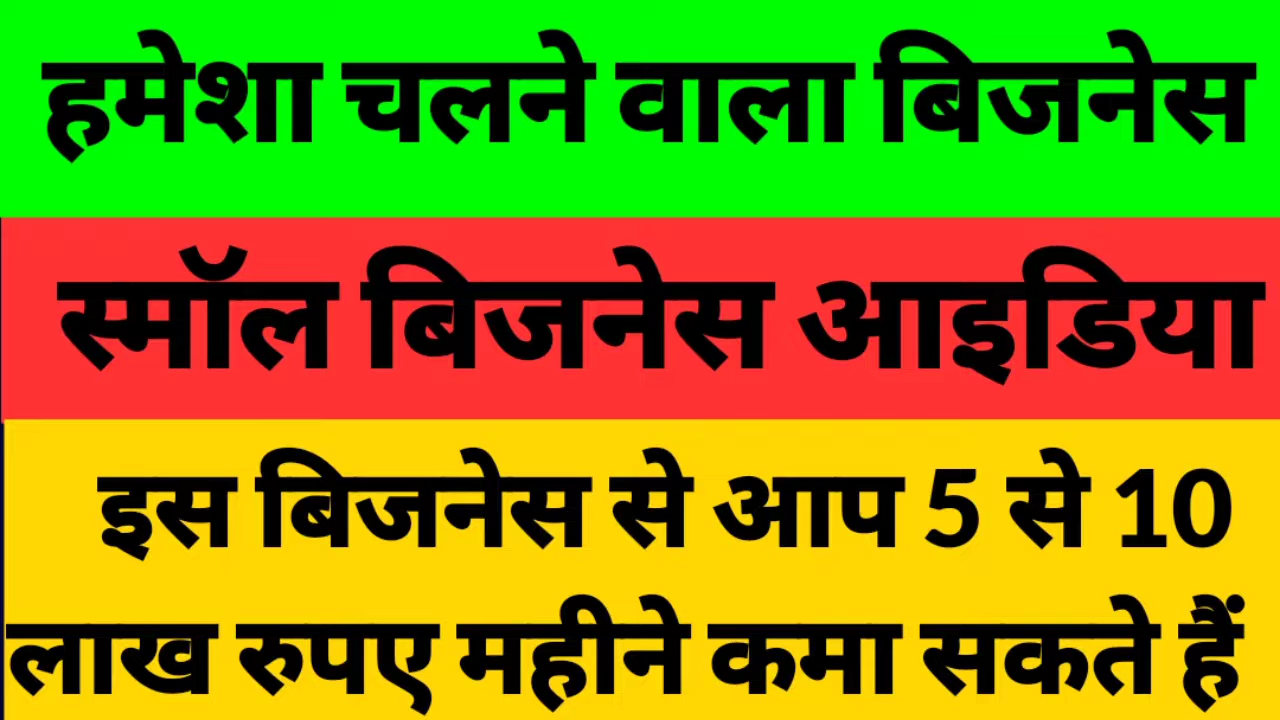 हमेशा चलने वाला बिजनेस
स्मॉल बिजनेस आइडिया
इस बिजनेस से आप 5 से 10
लाख रुपए महीने कमा सकते हैं